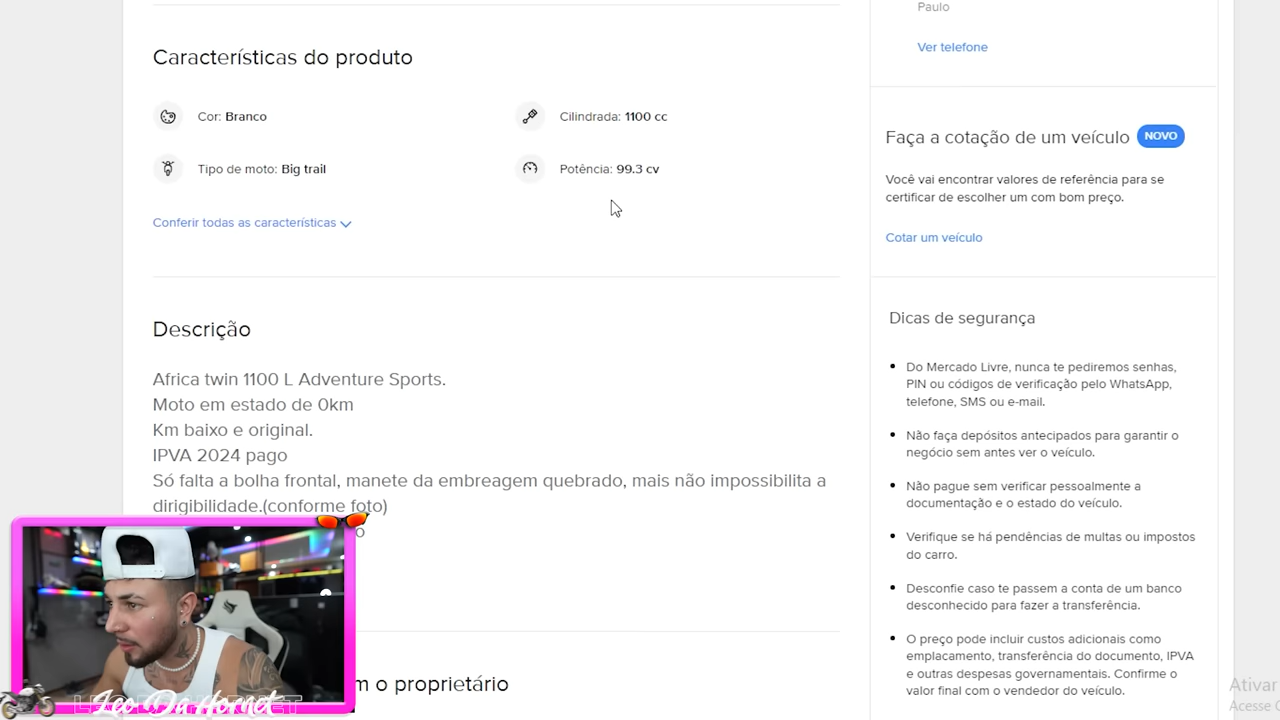 Paulo
Ver telefone
Características do produto
Cor: Branco
Cilindrada: 1100 cc
Tipo de moto: Big trail
Potência: 99.3 cv
Conferir todas as características
Faça a cotação de um veículo NOVO
Você vai encontrar valores de referência para se
certificar de escolher um com bom preço.
Cotar um veículo
Descrição
Africa twin 1100 L Adventure Sports.
Moto em estado de 0km
Km baixo e original.
IPVA 2024 pago
Só falta a bolha frontal, manete da embreagem quebrado, mais não impossibilita a
dirigibilidade.(conforme foto)
o
m o proprietário
Dicas de segurança
Do Mercado Livre, nunca te pediremos senhas,
PIN ou códigos de verificação pelo WhatsApp,
telefone, SMS ou e-mail.
Não faça depósitos antecipados para garantir o
negócio sem antes ver o veículo.
Não pague sem verificar pessoalmente a
documentação e o estado do veículo.
Verifique se há pendências de multas ou impostos
do carro.
Desconfie caso te passem a conta de um banco
desconhecido para fazer a transferência.
O preço pode incluir custos adicionais como
emplacamento, transferência do documento, IPVA
e outras despesas governamentais. Confirme o
valor final com o vendedor do veículo.
Ativar
Acesse
Leo Da Hornet